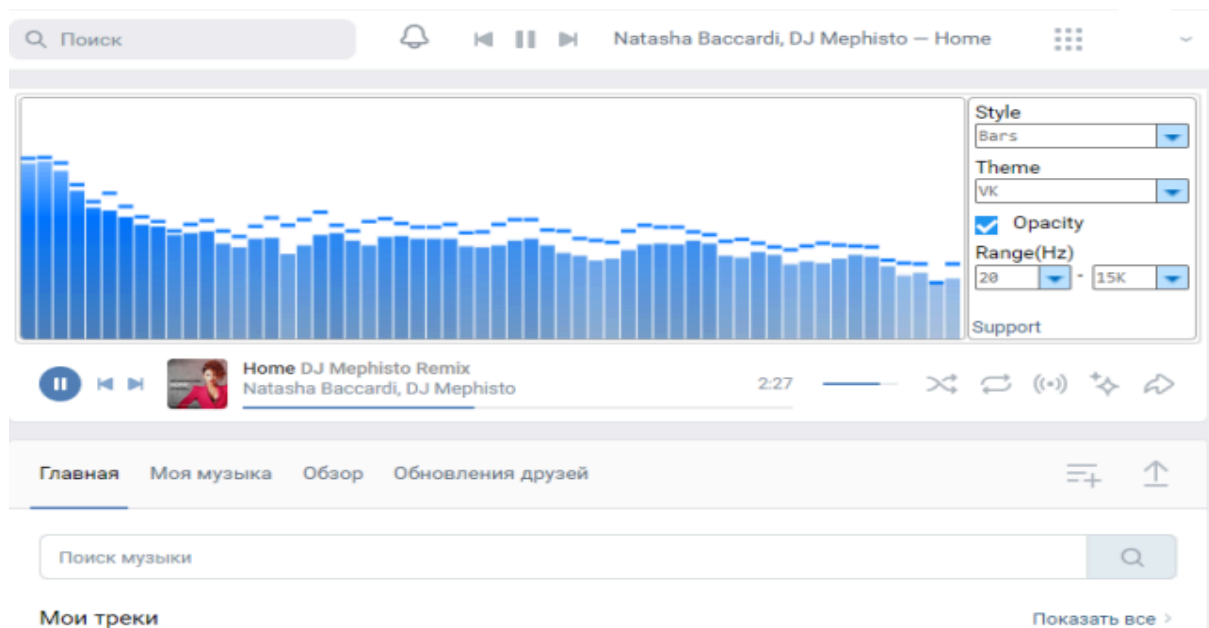 Поиск
Natasha Baccardi, DJ Mephisto — Home
Style
Bars
Theme
VK
Opacity
Range(Hz)
20 - 15K
Support
Home DJ Mephisto Remix
Natasha Baccardi, DJ Mephisto
2:27
Главная Моя музыка Обзор Обновления друзей
Поиск музыки
Мои треки
Показать все